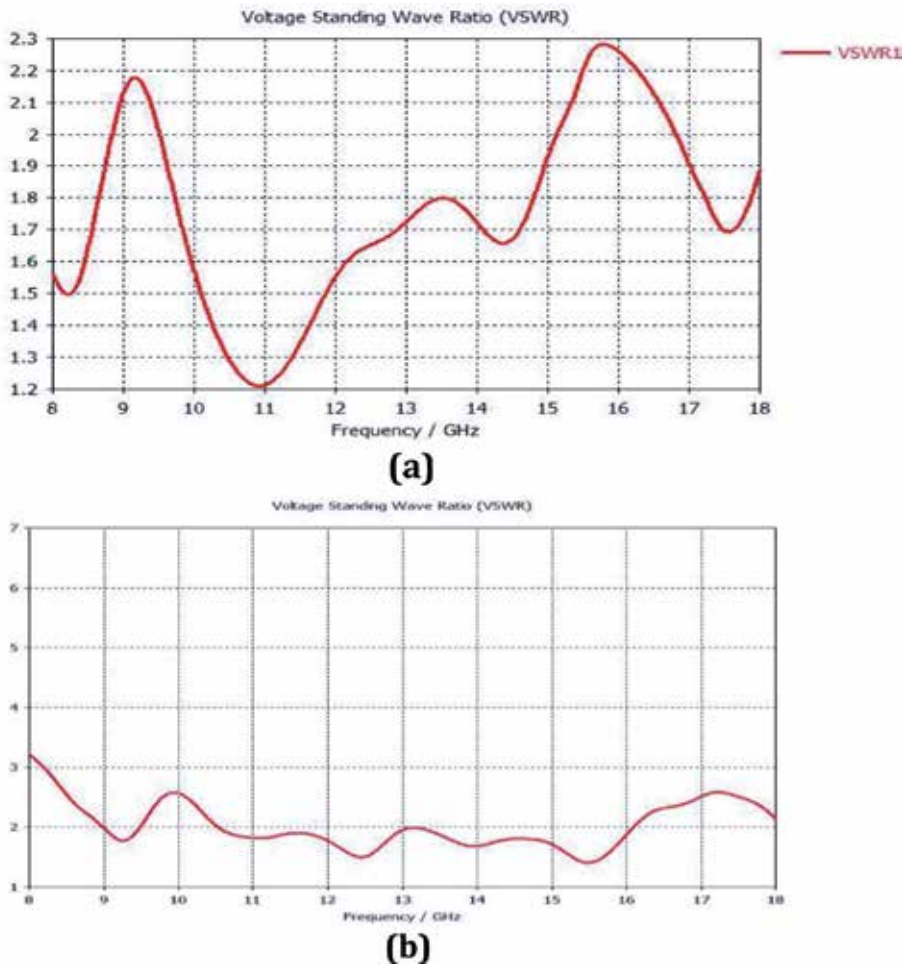 Voltage Standing Wave Ratio (VSWR)
VSWR1
2.3
2.2
2.1
2
1.9
1.8
1.7
1.6
1.5
1.4
1.3
1.2
8 9 10 11 12 13 14 15 16 17 18
Frequency / GHz
(a)
Voltage Standing Wave Ratio (VSWR)
7
6
5
4
3
2
1
8 9 10 11 12 13 14 15 16 17 18
Frequency / GHz
(b)